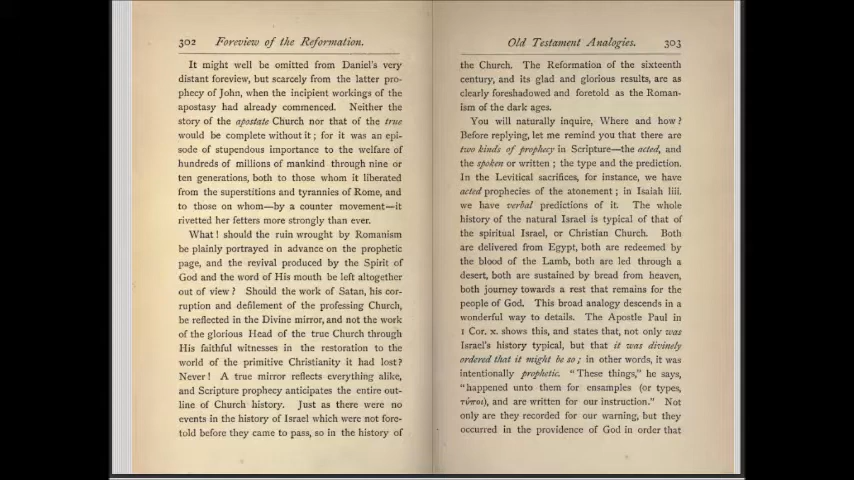 302 Foreview of the Reformation.
It might well be omitted from Daniel's very
distant foreview, but scarcely from the latter pro-
phecy of John, when the incipient workings of the
apostasy had already commenced. Neither the
story of the apostate Church nor that of the true
would be complete without it; for it was an epi-
sode of stupendous importance to the welfare of
hundreds of millions of mankind through nine or
ten generations, both to those whom it liberated
from the superstitions and tyrannies of Rome, and
to those on whom—by a counter movement—it
rivetted her fetters more strongly than ever.
What! should the ruin wrought by Romanism
be plainly portrayed in advance on the prophetic
page, and the revival produced by the Spirit of
God and the word of His mouth be left altogether
out of view? Should the work of Satan, his cor-
ruption and defilement of the professing Church,
be reflected in the Divine mirror, and not the work
of the glorious Head of the true Church through
His faithful witnesses in the restoration to the
world of the primitive Christianity it had lost?
Never! A true mirror reflects everything alike,
and Scripture prophecy anticipates the entire out-
line of Church history. Just as there were no
events in the history of Israel which were not fore-
told before they came to pass, so in the history of
Old Testament Analogies. 303
the Church. The Reformation of the sixteenth
century, and its glad and glorious results, are as
clearly foreshadowed and foretold as the Roman-
ism of the dark ages.
You will naturally inquire, Where and how?
Before replying, let me remind you that there are
two kinds of prophecy in Scripture—the acted, and
the spoken or written; the type and the prediction.
In the Levitical sacrifices, for instance, we have
acted prophecies of the atonement; in Isaiah liii.
we have verbal predictions of it. The whole
history of the natural Israel is typical of that of
the spiritual Israel, or Christian Church. Both
are delivered from Egypt, both are redeemed by
the blood of the Lamb, both are led through a
desert, both are sustained by bread from heaven,
both journey towards a rest that remains for the
people of God. This broad analogy descends in a
wonderful way to details. The Apostle Paul in
1 Cor. x. shows this, and states that, not only was
Israel's history typical, but that it was divinely
ordered that it might be so; in other words, it was
intentionally prophetic. "These things," he says,
"happened unto them for ensamples (or types,
τύποι), and are written for our instruction." Not
only are they recorded for our warning, but they
occurred in the providence of God in order that